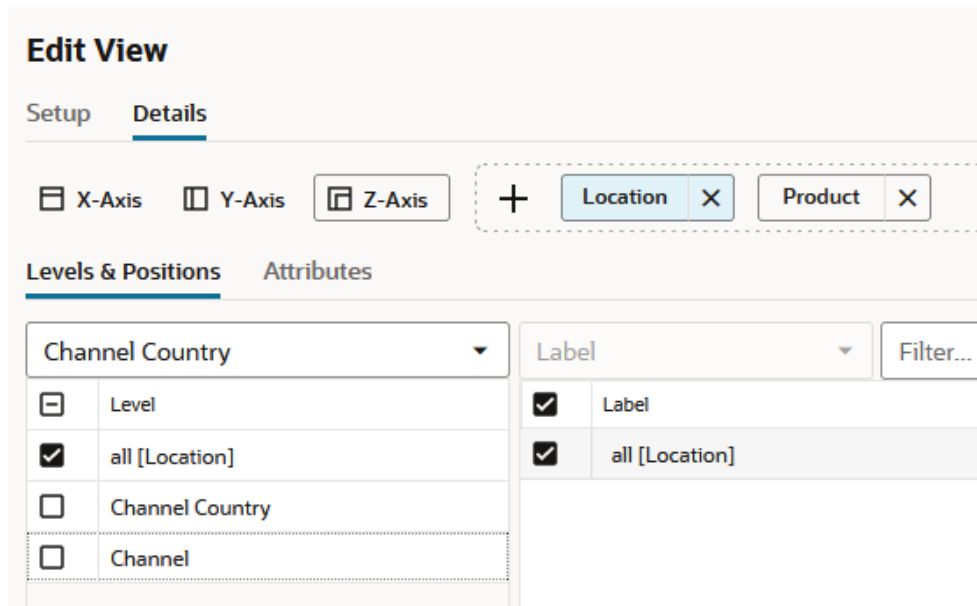 Edit View
Setup Details
X-Axis Y-Axis Z-Axis + Location X Product X
Levels & Positions Attributes
Channel Country Label Filter...
Level Label
all [Location] all [Location]
Channel Country
Channel